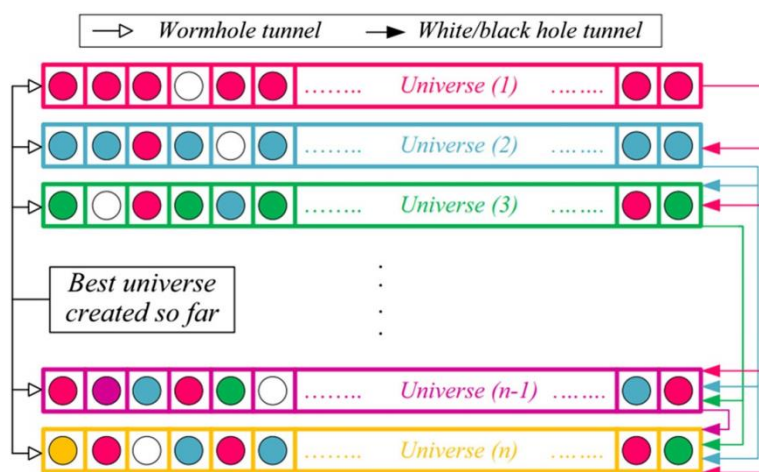 Wormhole tunnel White/black hole tunnel
........ Universe (1) ........
........ Universe (2) ........
........ Universe (3) ........
Best universe
created so far
........ Universe (n-1) ........
........ Universe (n) ........